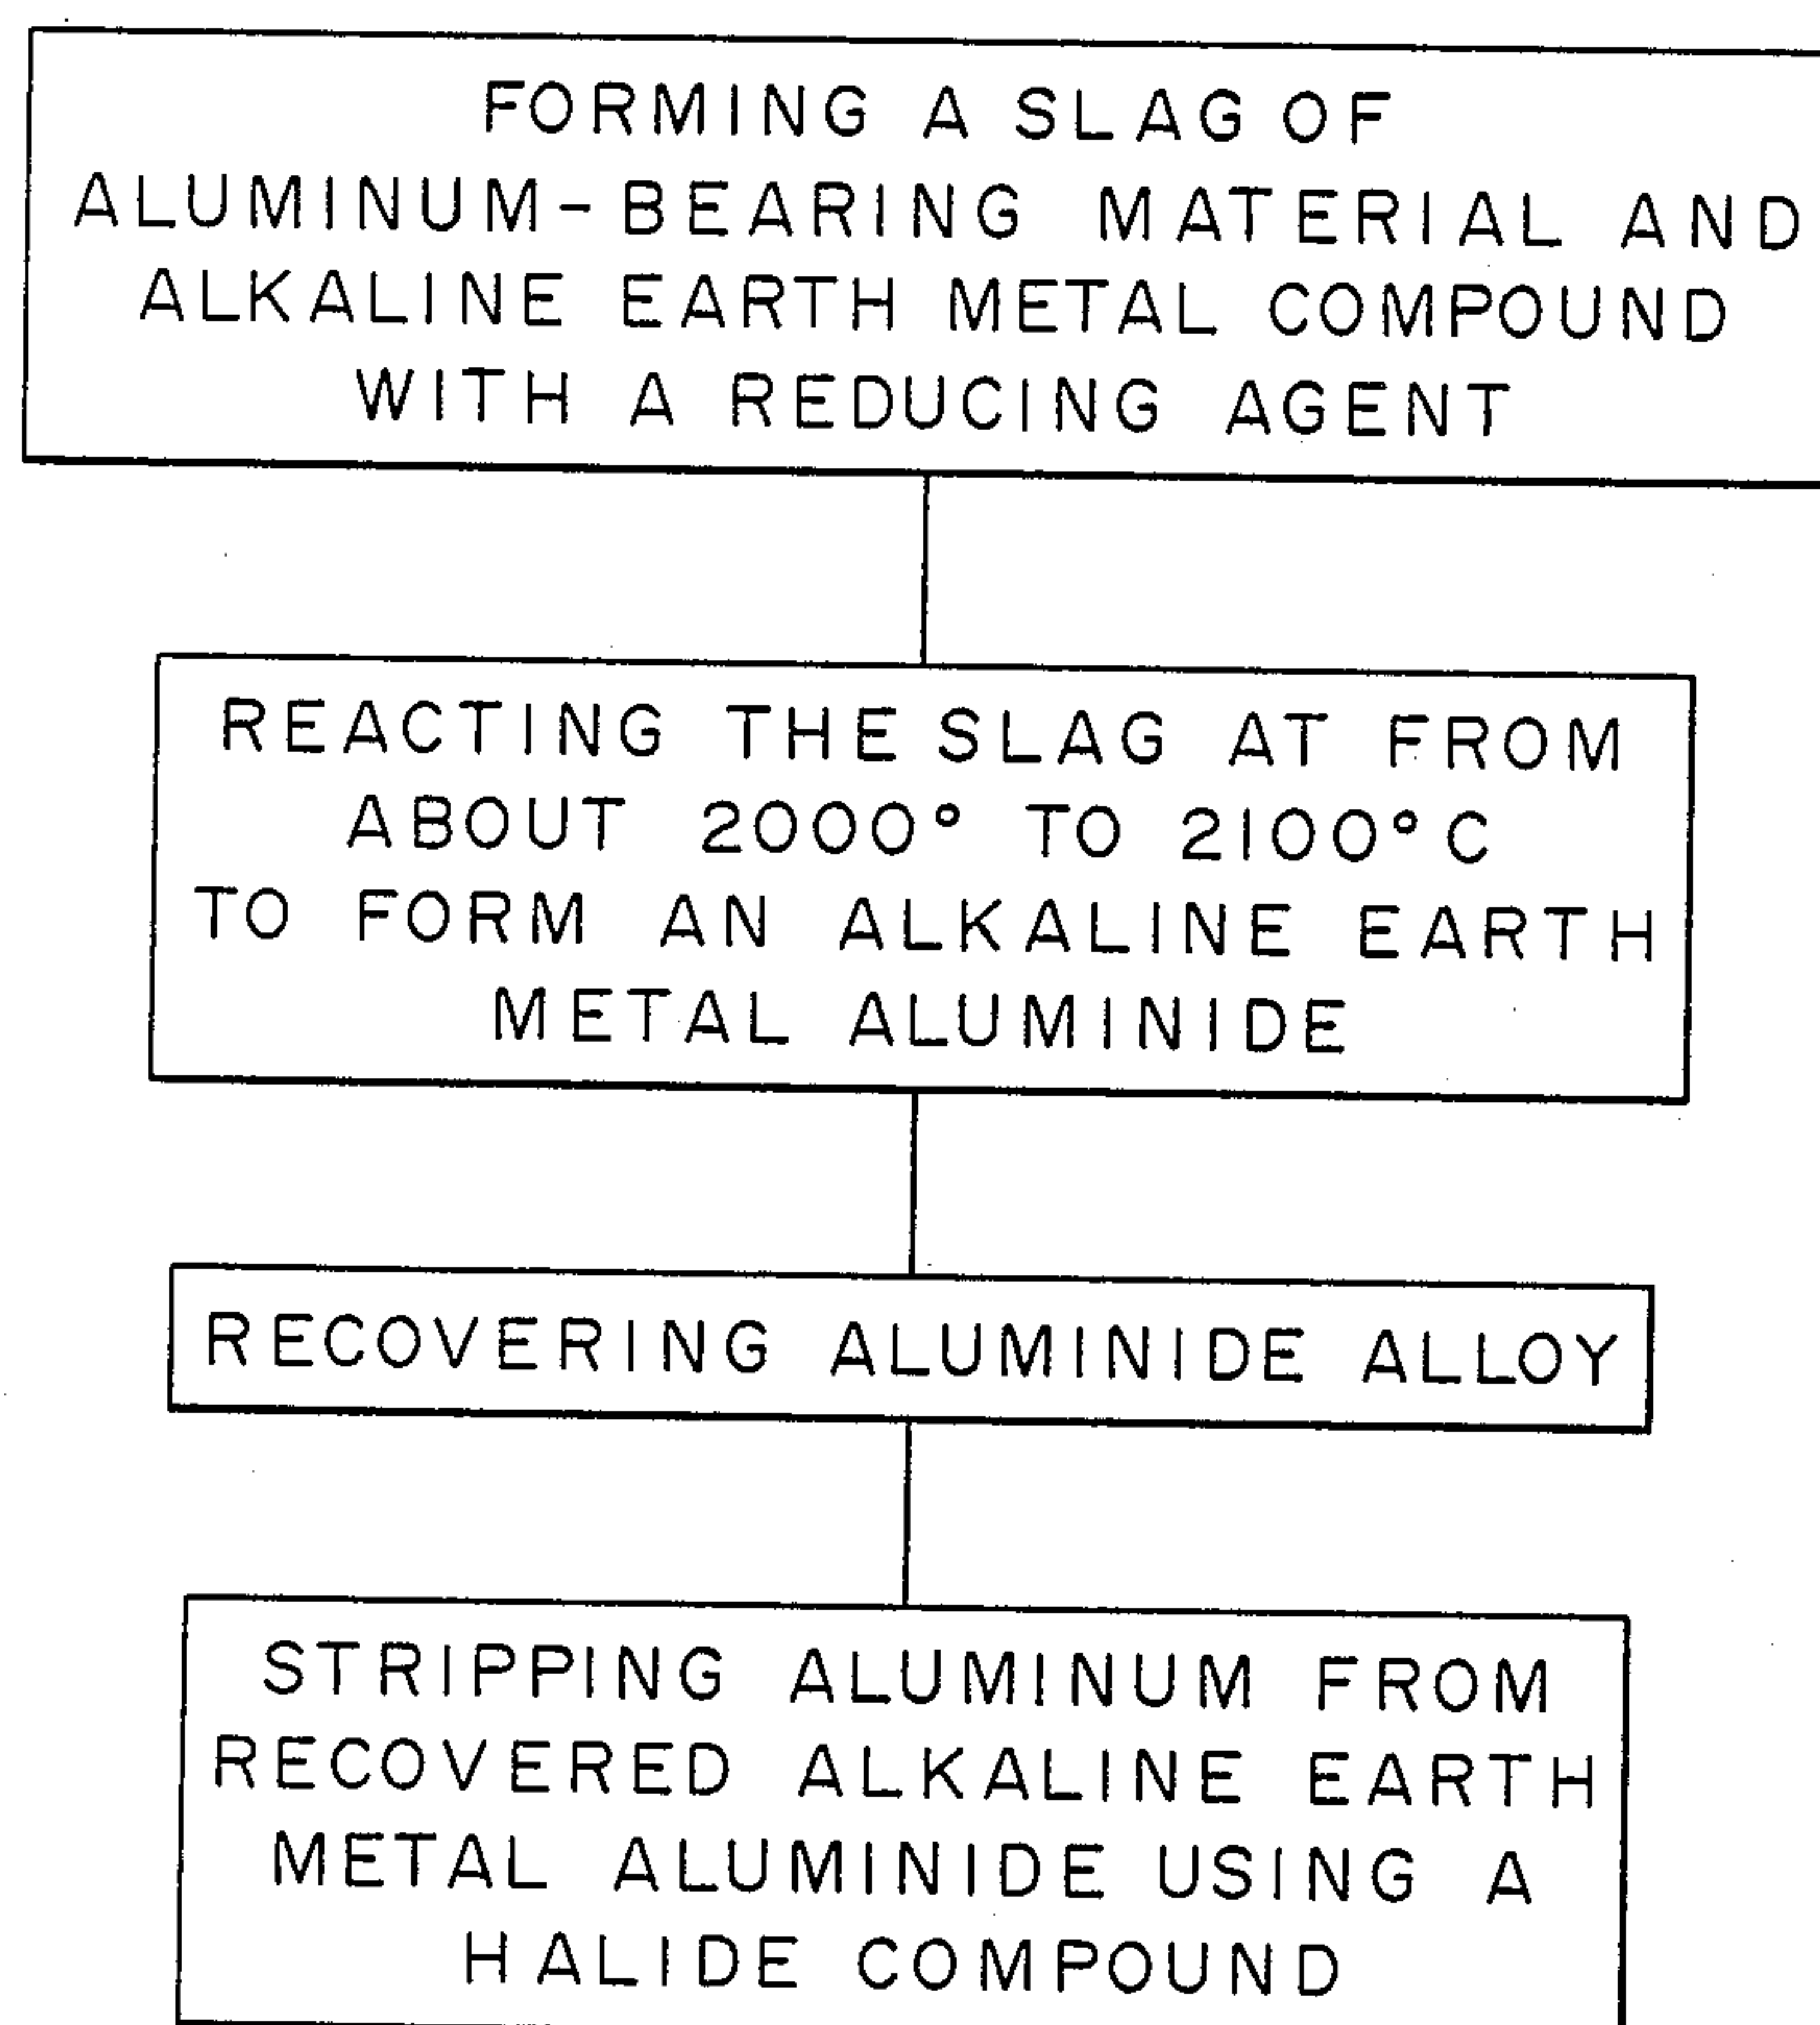 FORMING A SLAG OF
ALUMINUM-BEARING MATERIAL AND
ALKALINE EARTH METAL COMPOUND
WITH A REDUCING AGENT
REACTING THE SLAG AT FROM
ABOUT 2000° TO 2100°C
TO FORM AN ALKALINE EARTH
METAL ALUMINIDE
RECOVERING ALUMINIDE ALLOY
STRIPPING ALUMINUM FROM
RECOVERED ALKALINE EARTH
METAL ALUMINIDE USING A
HALIDE COMPOUND